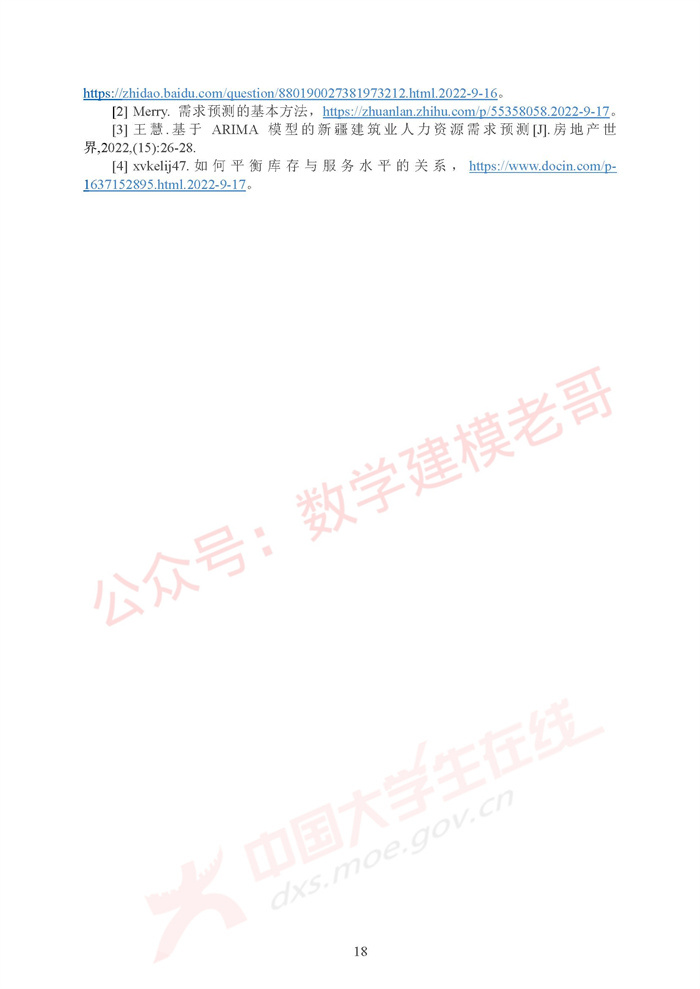 https://zhidao.baidu.com/question/880190027381973212.html.2022-9-16。
[2] Merry. 需求预测的基本方法，https://zhuanlan.zhihu.com/p/55358058.2022-9-17。
[3] 王慧.基于 ARIMA 模型的新疆建筑业人力资源需求预测[J].房地产世
界,2022,(15):26-28.
[4] xvkelij47. 如何平衡库存与服务水平的关系，https://www.docin.com/p-
1637152895.html.2022-9-17。
公众号：数学建模老哥
中国大学生在线
dxs.moe.gov.cn
18